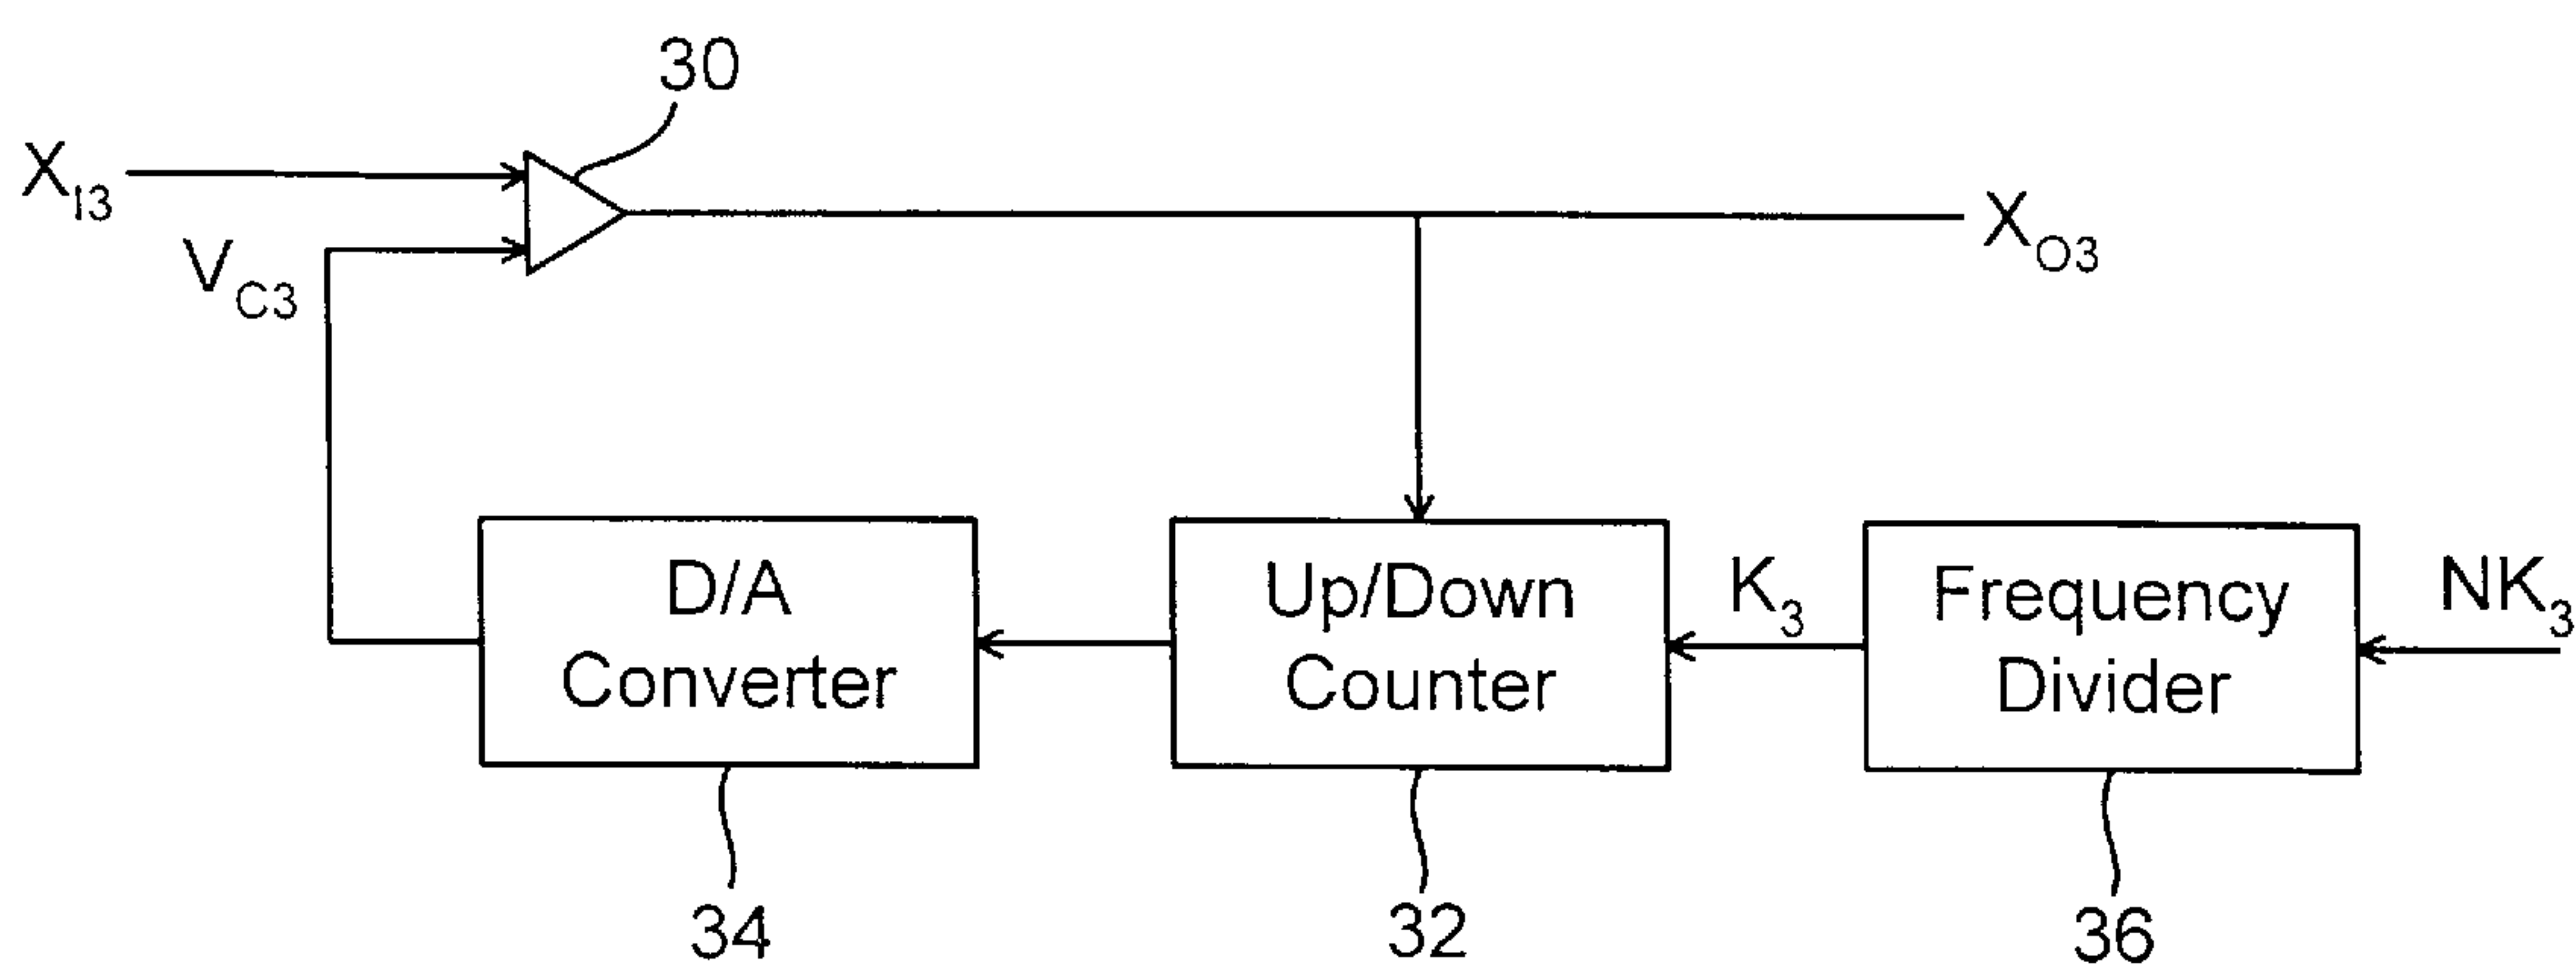 30
X_I3
V_C3
X_O3
D/A
Converter
Up/Down
Counter
K_3
Frequency
Divider
NK_3
34
32
36